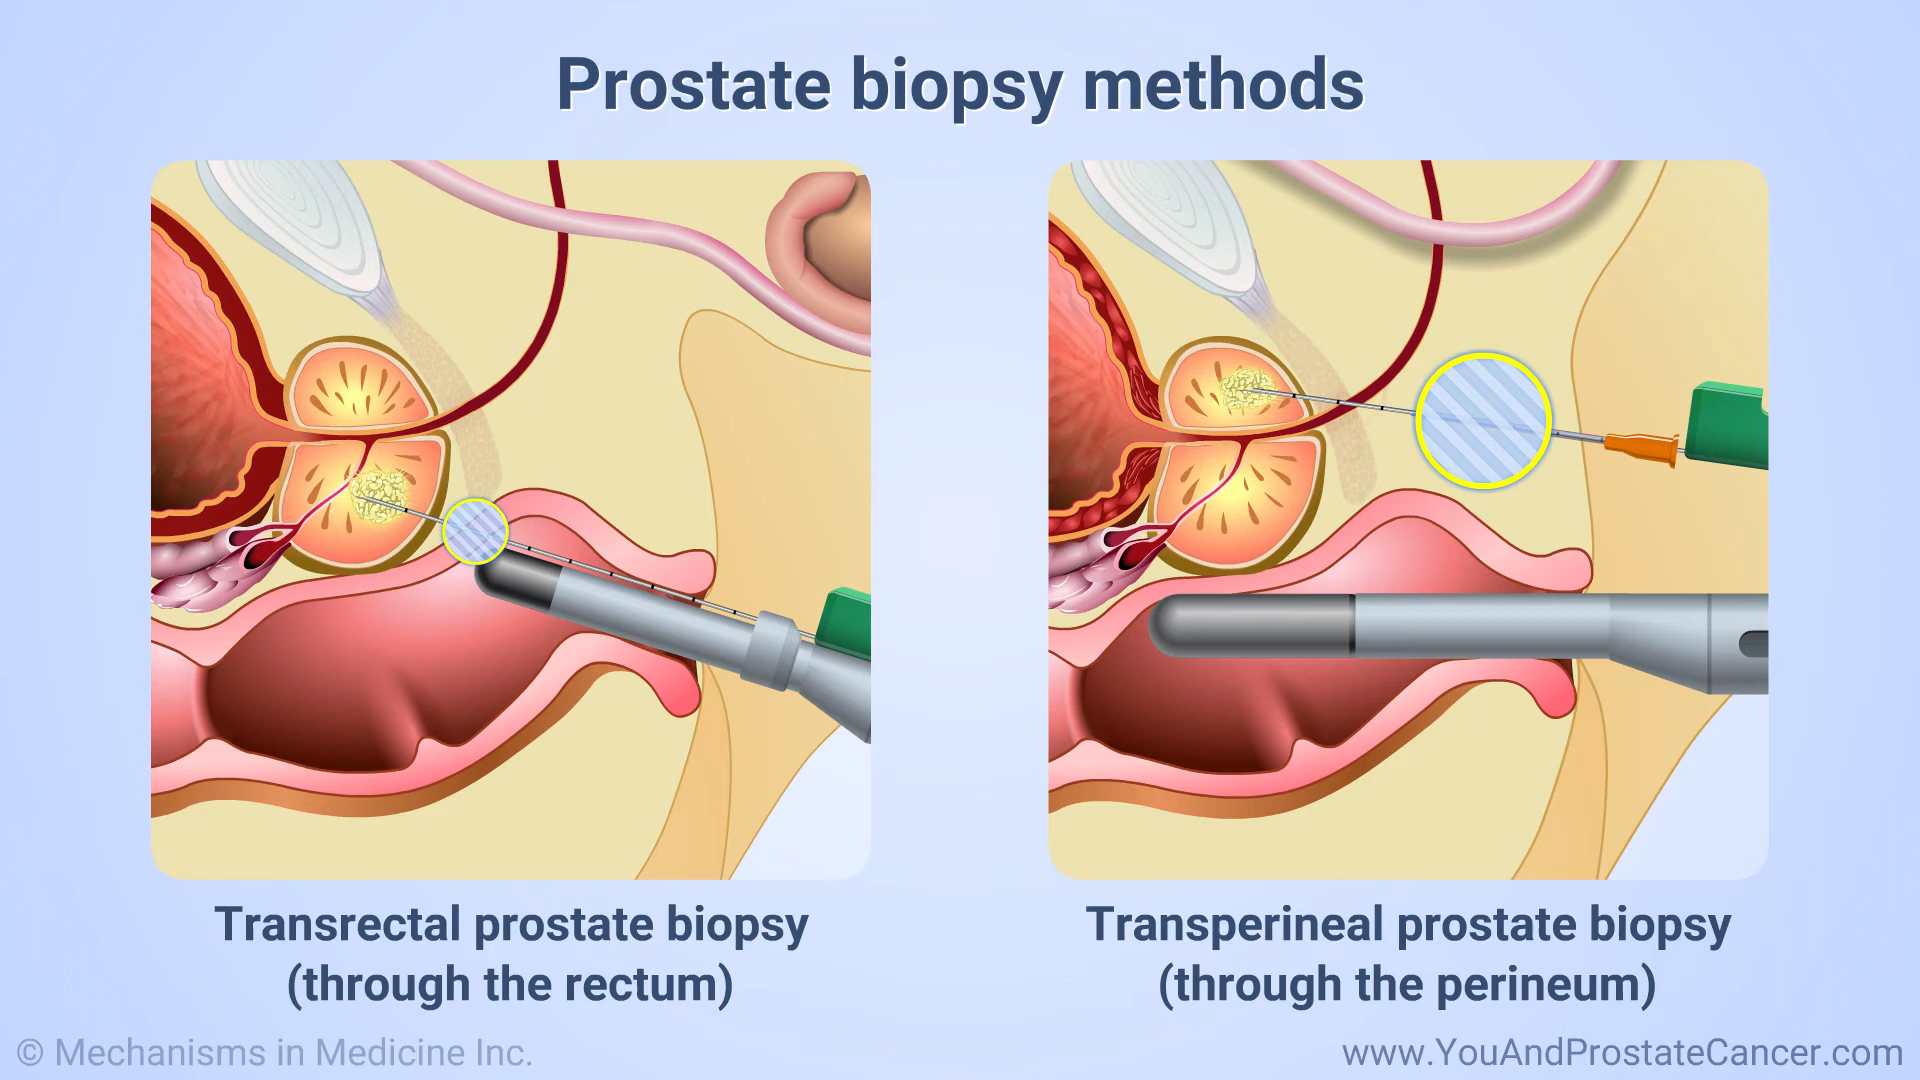 Prostate biopsy methods
Transrectal prostate biopsy
(through the rectum)
Transperineal prostate biopsy
(through the perineum)
© Mechanisms in Medicine Inc.
www.YouAndProstateCancer.com